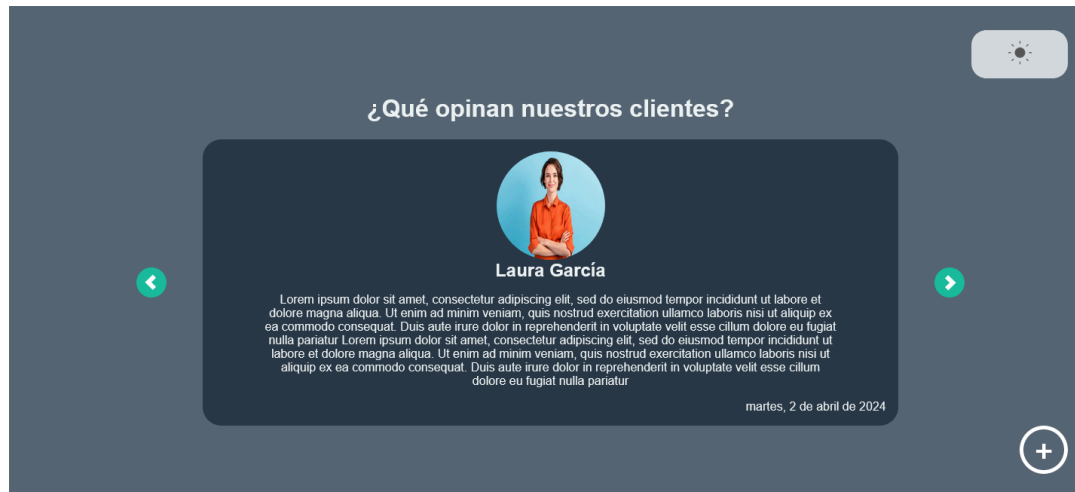 ¿Qué opinan nuestros clientes?
Laura García
Lorem ipsum dolor sit amet, consectetur adipiscing elit, sed do eiusmod tempor incididunt ut labore et
dolore magna aliqua. Ut enim ad minim veniam, quis nostrud exercitation ullamco laboris nisi ut aliquip ex
ea commodo consequat. Duis aute irure dolor in reprehenderit in voluptate velit esse cillum dolore eu fugiat
nulla pariatur Lorem ipsum dolor sit amet, consectetur adipiscing elit, sed do eiusmod tempor incididunt ut
labore et dolore magna aliqua. Ut enim ad minim veniam, quis nostrud exercitation ullamco laboris nisi ut
aliquip ex ea commodo consequat. Duis aute irure dolor in reprehenderit in voluptate velit esse cillum
dolore eu fugiat nulla pariatur
martes, 2 de abril de 2024
+